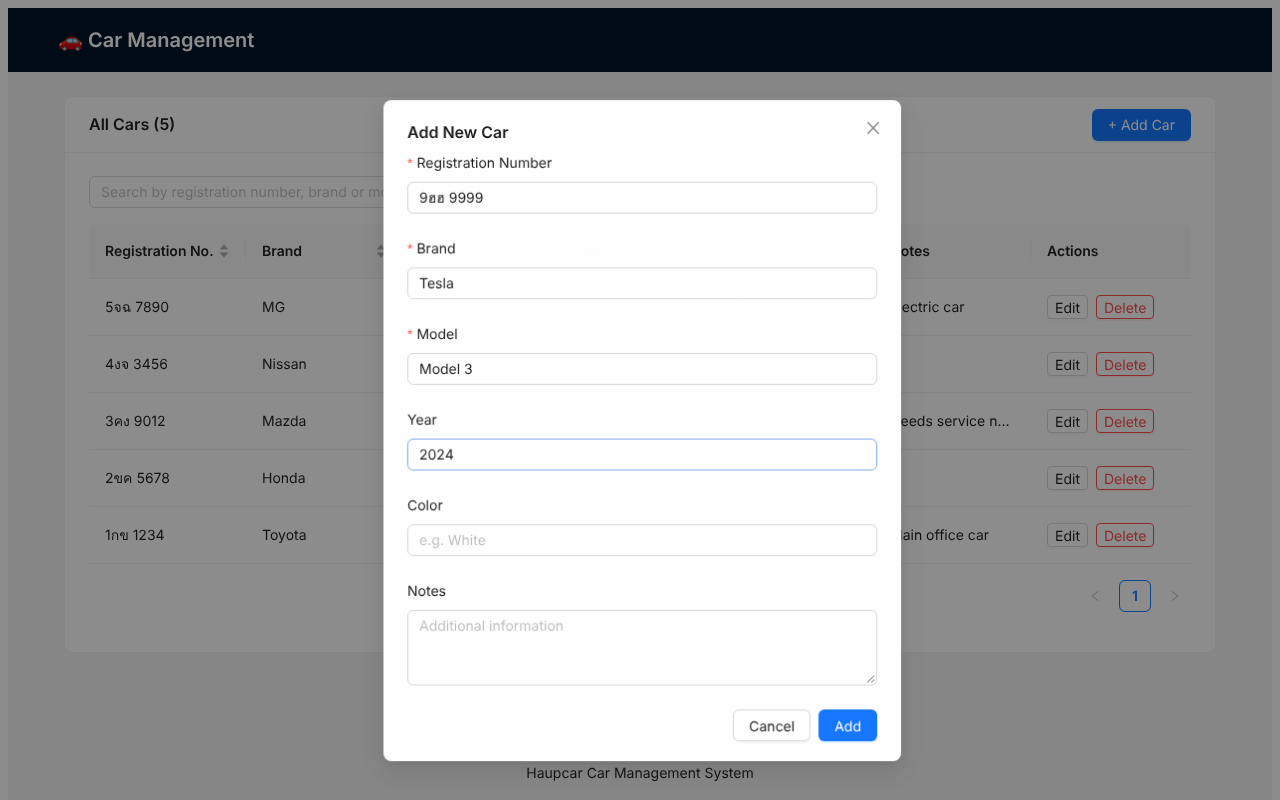 🚗 Car Management
All Cars (5)
+ Add Car
Search by registration number, brand or
Registration No. Brand
otes Actions
5จฉ 7890 MG
ectric car Edit Delete
4งจ 3456 Nissan
Edit Delete
3คง 9012 Mazda
eeds service n... Edit Delete
2ขค 5678 Honda
Edit Delete
1กข 1234 Toyota
ain office car Edit Delete
1
Add New Car
* Registration Number
9ฮฮ 9999
* Brand
Tesla
* Model
Model 3
Year
2024
Color
e.g. White
Notes
Additional information
Cancel Add
Haupcar Car Management System